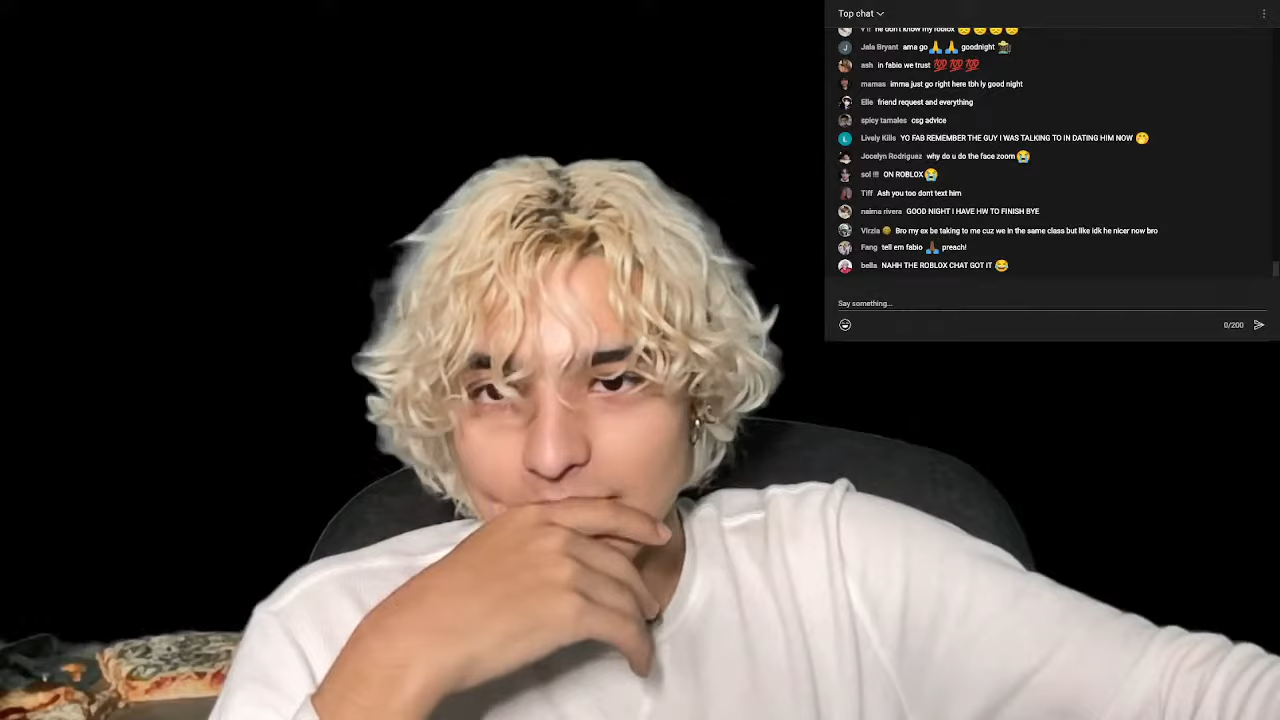 Top chat
he don't know my roblox 😔 😔 😔 😔
J Jala Bryant ama go 🙏 🙏 goodnight
ash in fabio we trust 💯 💯 💯
mamas imma just go right here tbh ly good night
Elle friend request and everything
spicy tamales csg advice
L Lively Kills YO FAB REMEMBER THE GUY I WAS TALKING TO IN DATING HIM NOW 🤭
Jocelyn Rodriguez why do u do the face zoom 😭
sol !!! ON ROBLOX 😭
Tiff Ash you too dont text him
naima rivera GOOD NIGHT I HAVE HW TO FINISH BYE
Virzia Bro my ex be taking to me cuz we in the same class but like idk he nicer now bro
Fang tell em fabio 🙏🏾 preach!
bella NAHH THE ROBLOX CHAT GOT IT 😂
Say something...
0/200